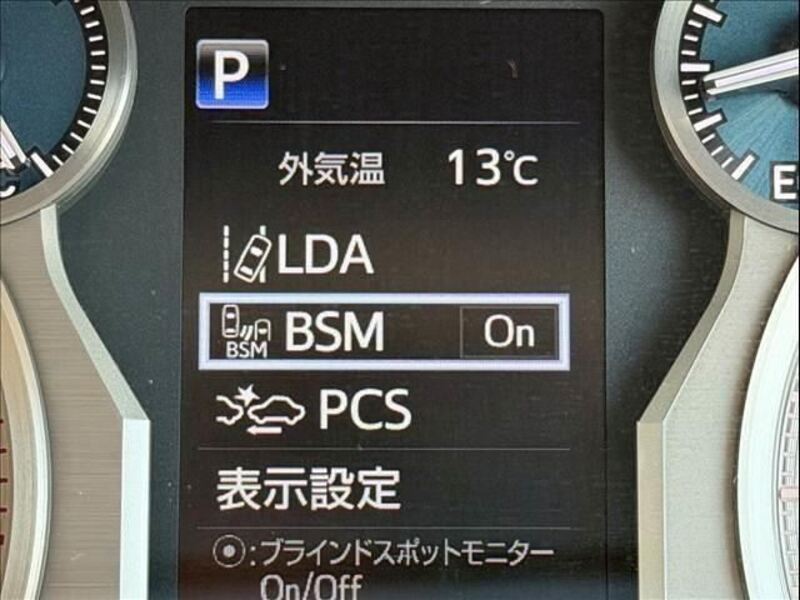 P
外気温 13℃
LDA
BSM BSM On
PCS
表示設定
⦿:ブラインドスポットモニター
On/Off
C
E